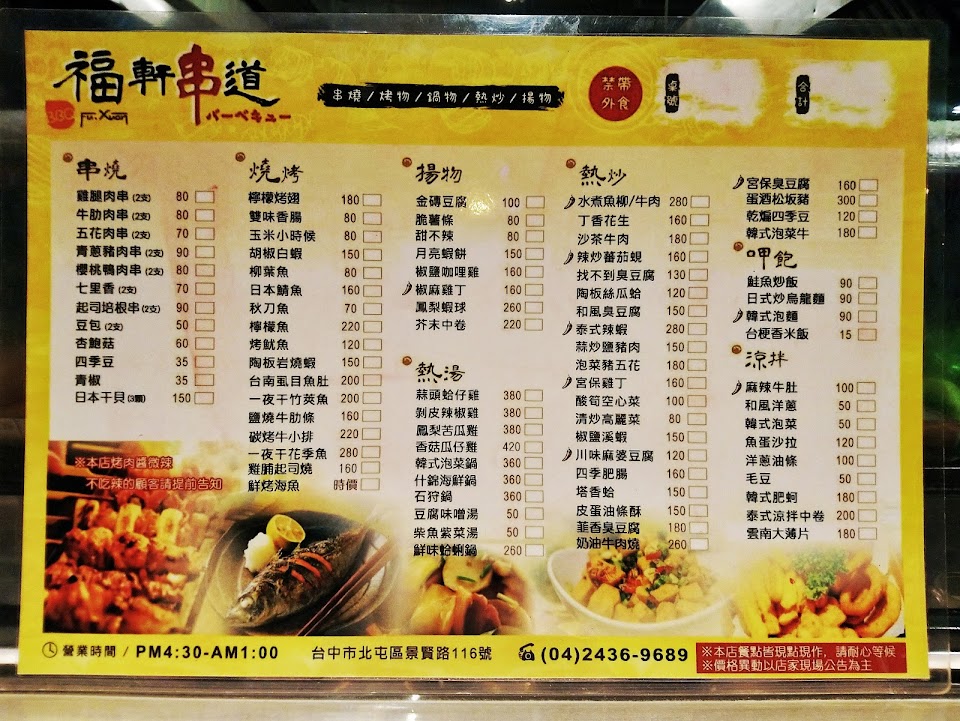 福軒串道
BBQ Fu.Xuan バーベキュー
串燒/烤物/鍋物/熱炒/揚物
禁帶外食
桌號
合計
串燒
雞腿肉串(2支) 80
牛肋肉串(2支) 80
五花肉串(2支) 70
青蔥豬肉串(2支) 90
櫻桃鴨肉串(2支) 80
七里香(2支) 70
起司培根串(2支) 90
豆包(2支) 50
杏鮑菇 60
四季豆 35
青椒 35
日本干貝(3顆) 150
※本店烤肉醬微辣
不吃辣的顧客請提前告知
燒烤
檸檬烤翅 180
雙味香腸 80
玉米小時候 80
胡椒白蝦 150
柳葉魚 80
日本鯖魚 160
秋刀魚 70
檸檬魚 220
烤魷魚 120
陶板岩燒蝦 180
台南虱目魚肚 200
一夜干竹莢魚 200
鹽燒牛肋條 160
碳烤牛小排 220
一夜干花季魚 280
雞脯起司燒 160
鮮烤海魚 時價
揚物
金磚豆腐 100
脆薯條 80
甜不辣 80
月亮蝦餅 150
椒鹽咖哩雞 160
椒麻雞丁 160
鳳梨蝦球 260
芥末中卷 220
熱湯
蒜頭蛤仔雞 380
剝皮辣椒雞 380
鳳梨苦瓜雞 380
香菇瓜仔雞 420
韓式泡菜鍋 360
什錦海鮮鍋 360
石狩鍋 360
豆腐味噌湯 50
柴魚紫菜湯 50
鮮味蛤蜊鍋 260
熱炒
水煮魚柳/牛肉 280
丁香花生 160
沙茶牛肉 160
辣炒蕃茄蜆 160
找不到臭豆腐 130
陶板絲瓜蛤 120
和風臭豆腐 150
泰式辣蝦 280
蒜炒鹽豬肉 150
泡菜豬五花 180
宮保雞丁 160
酸筍空心菜 100
清炒高麗菜 80
椒鹽溪蝦 150
川味麻婆豆腐 120
四季肥腸 160
塔香蛤 150
皮蛋油條酥 150
韮香臭豆腐 180
奶油牛肉燒 260
宮保臭豆腐 160
蛋酒松坂豬 300
乾煸四季豆 120
韓式泡菜牛 180
呷飽
鮭魚炒飯 90
日式炒烏龍麵 90
韓式泡麵 90
台梗香米飯 15
涼拌
麻辣牛肚 100
和風洋蔥 50
韓式泡菜 50
魚蛋沙拉 120
洋蔥油條 100
毛豆 50
韓式肥蚵 180
泰式涼拌中卷 200
雲南大薄片 180
營業時間 / PM4:30-AM1:00 台中市北屯區景賢路116號 (04)2436-9689
※本店餐點皆現點現作,請耐心等候
※價格異動以店家現場公告為主